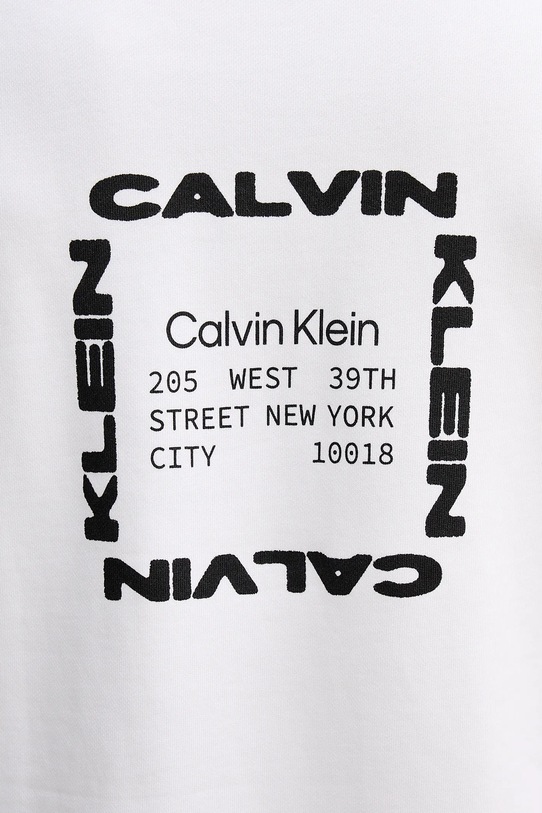 CALVIN
KLEIN
KLEIN
Calvin Klein
205 WEST 39TH
STREET NEW YORK
CITY 10018
CALVIN